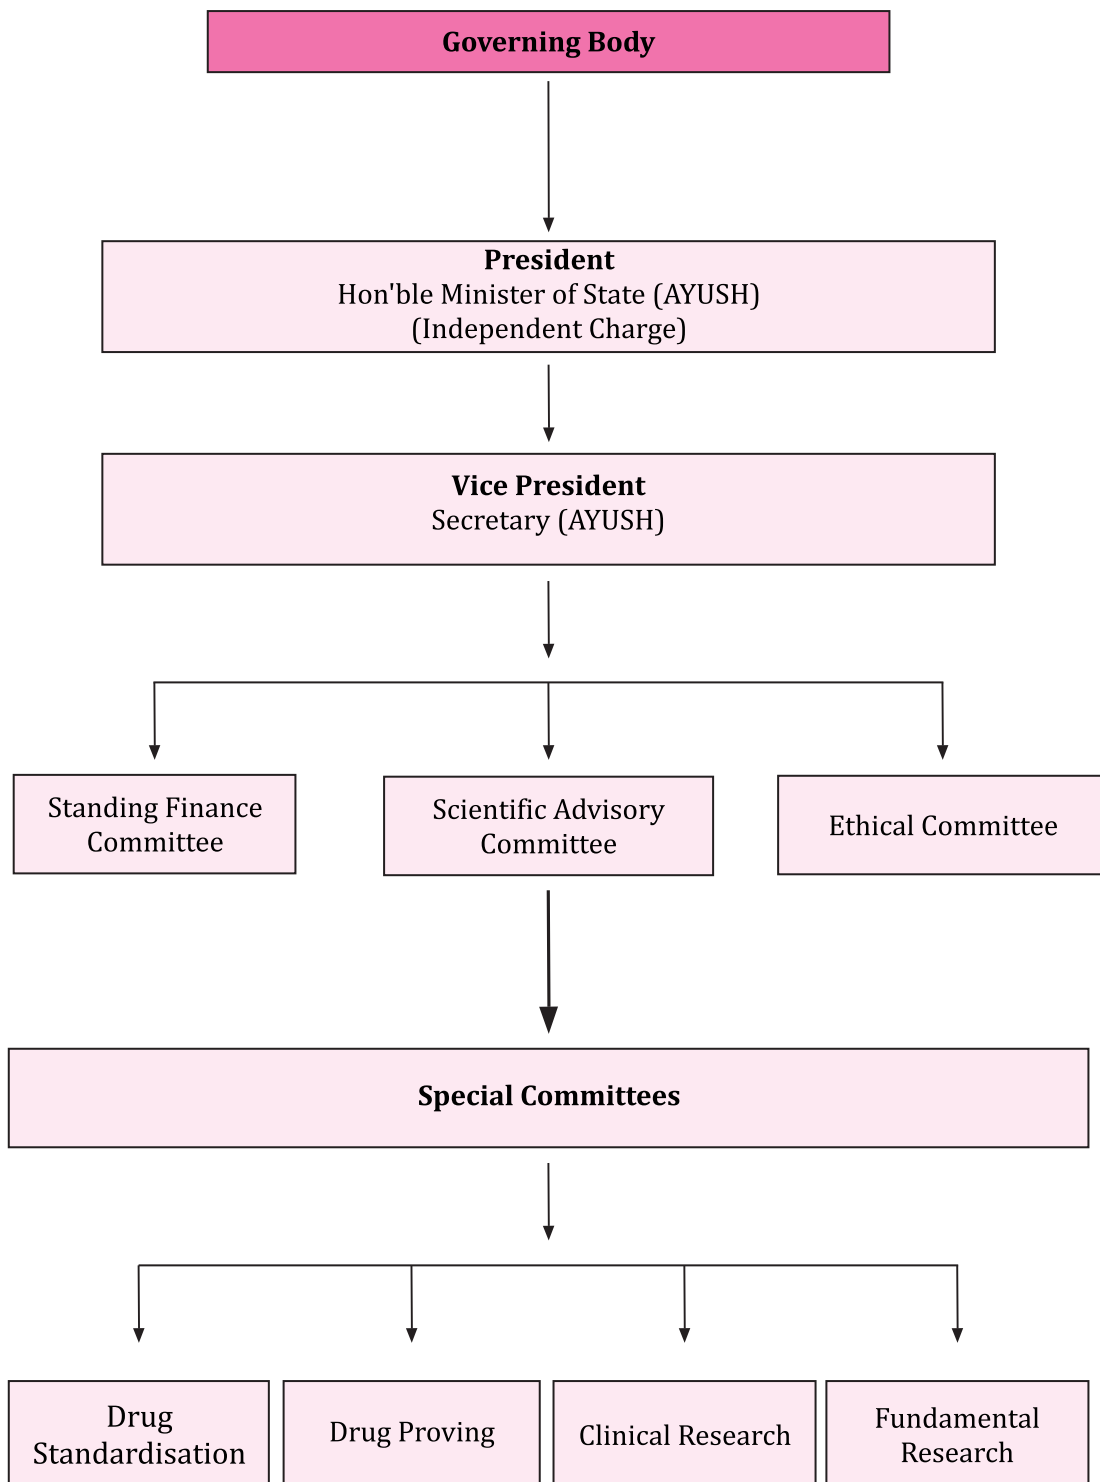 Governing Body
President
Hon'ble Minister of State (AYUSH)
(Independent Charge)
Vice President
Secretary (AYUSH)
Standing Finance
Committee
Scientific Advisory
Committee
Ethical Committee
Special Committees
Drug
Standardisation
Drug Proving
Clinical Research
Fundamental
Research